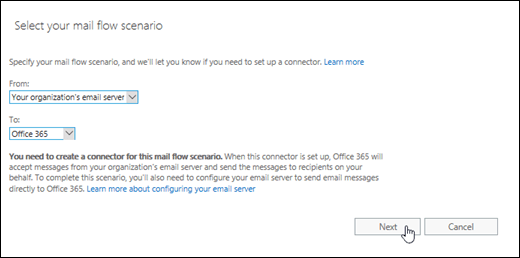 Select your mail flow scenario
Specify your mail flow scenario, and we'll let you know if you need to set up a connector. Learn more
From:
Your organization's email server
To:
Office 365
You need to create a connector for this mail flow scenario. When this connector is set up, Office 365 will
accept messages from your organization's email server and send the messages to recipients on your
behalf. To complete this scenario, you'll also need to configure your email server to send email messages
directly to Office 365. Learn more about configuring your email server
Next Cancel